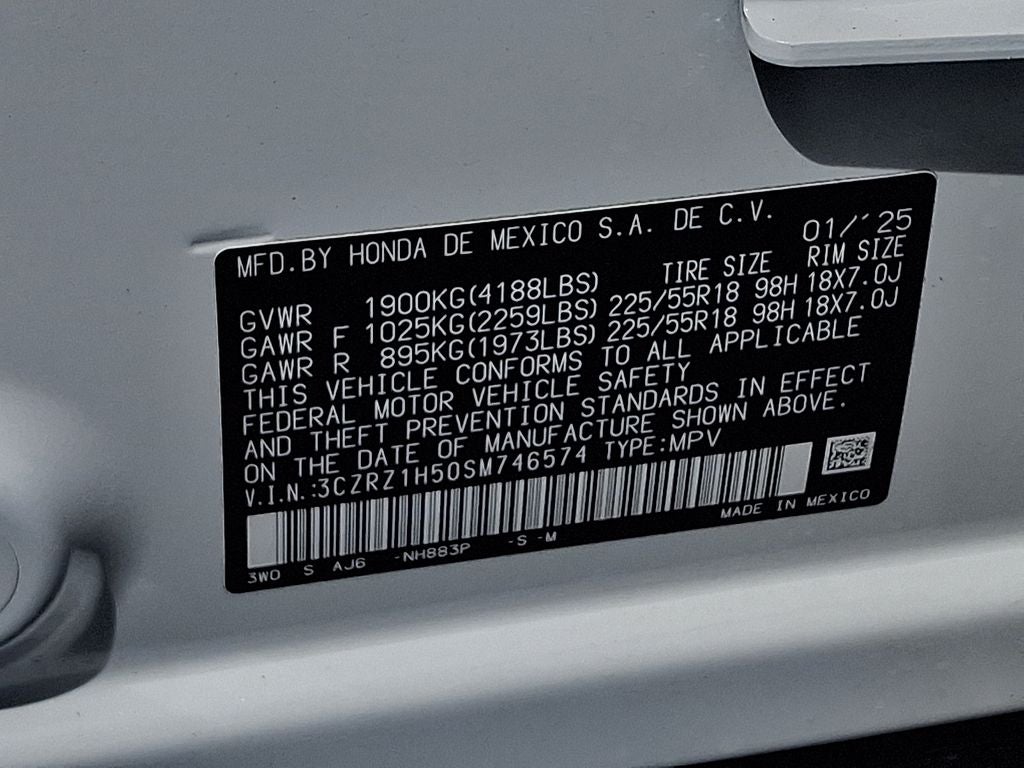 MFD.BY HONDA DE MEXICO S.A. DE C.V. 01/´25
TIRE SIZE RIM SIZE
GVWR 1900KG(4188LBS)
GAWR F 1025KG(2259LBS) 225/55R18 98H 18X7.0J
GAWR R 895KG(1973LBS) 225/55R18 98H 18X7.0J
THIS VEHICLE CONFORMS TO ALL APPLICABLE
FEDERAL MOTOR VEHICLE SAFETY
AND THEFT PREVENTION STANDARDS IN EFFECT
ON THE DATE OF MANUFACTURE SHOWN ABOVE.
V.I.N.:3CZRZ1H50SM746574 TYPE:MPV
MADE IN MEXICO
3W0 S AJ6 -NH883P -S -M